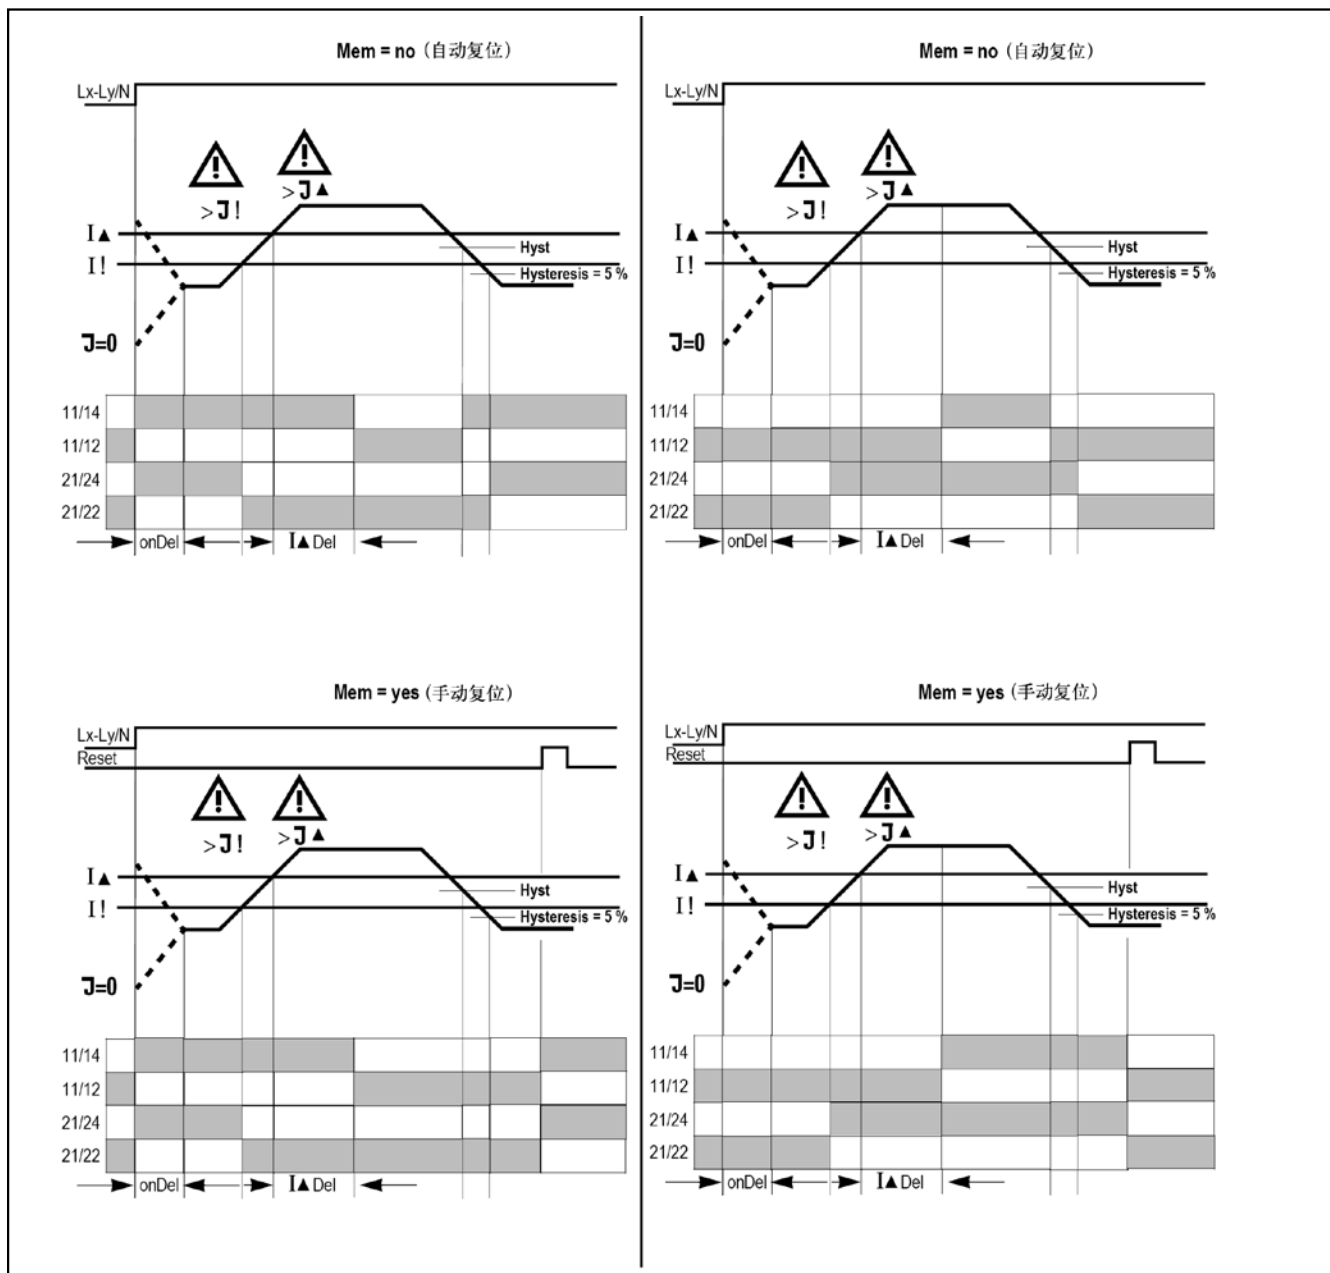 Mem = no (自动复位)
Lx-Ly/N
>J!
>J▲
I▲
I!
Hyst
Hysteresis = 5 %
J=0
11/14
11/12
21/24
21/22
onDel
I▲Del
Mem = no (自动复位)
Lx-Ly/N
>J!
>J▲
I▲
I!
Hyst
Hysteresis = 5 %
J=0
11/14
11/12
21/24
21/22
onDel
I▲Del
Mem = yes (手动复位)
Lx-Ly/N
Reset
>J!
>J▲
I▲
I!
Hyst
Hysteresis = 5 %
J=0
11/14
11/12
21/24
21/22
onDel
I▲Del
Mem = yes (手动复位)
Lx-Ly/N
Reset
>J!
>J▲
I▲
I!
Hyst
Hysteresis = 5 %
J=0
11/14
11/12
21/24
21/22
onDel
I▲Del